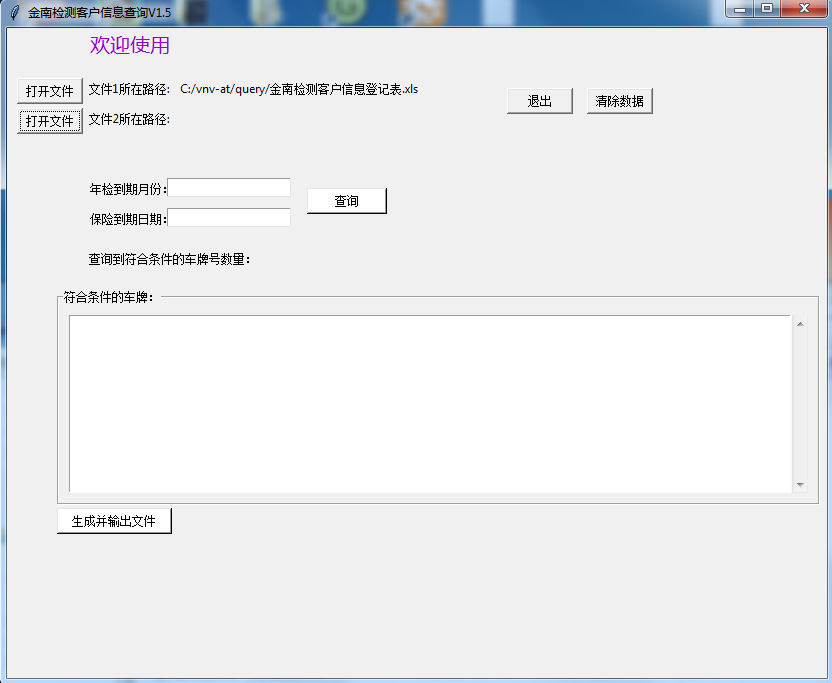 金南检测客户信息查询V1.5
欢迎使用
打开文件 文件1所在路径: C:/vnv-at/query/金南检测客户信息登记表.xls
退出 清除数据
打开文件 文件2所在路径:
年检到期月份:
查询
保险到期日期:
查询到符合条件的车牌号数量:
符合条件的车牌:
生成并输出文件